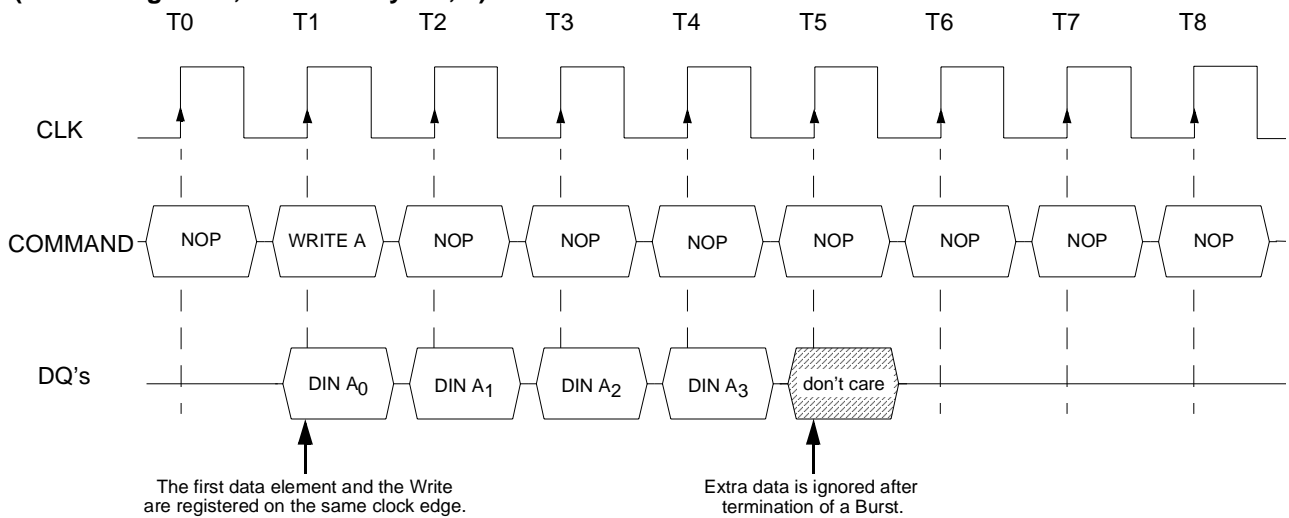 T0 T1 T2 T3 T4 T5 T6 T7 T8
CLK
COMMAND NOP WRITE A NOP NOP NOP NOP NOP NOP NOP
DQ's DIN A0 DIN A1 DIN A2 DIN A3 don't care
The first data element and the Write
are registered on the same clock edge.
Extra data is ignored after
termination of a Burst.